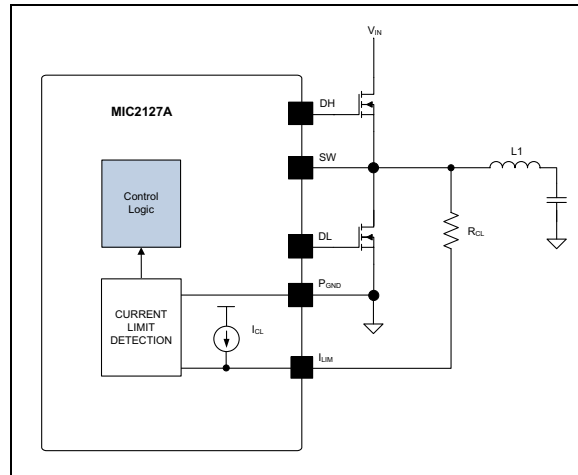 V_IN
MIC2127A
DH
SW
L1
Control
Logic
DL
R_CL
P_GND
CURRENT
LIMIT
DETECTION
I_CL
I_LIM